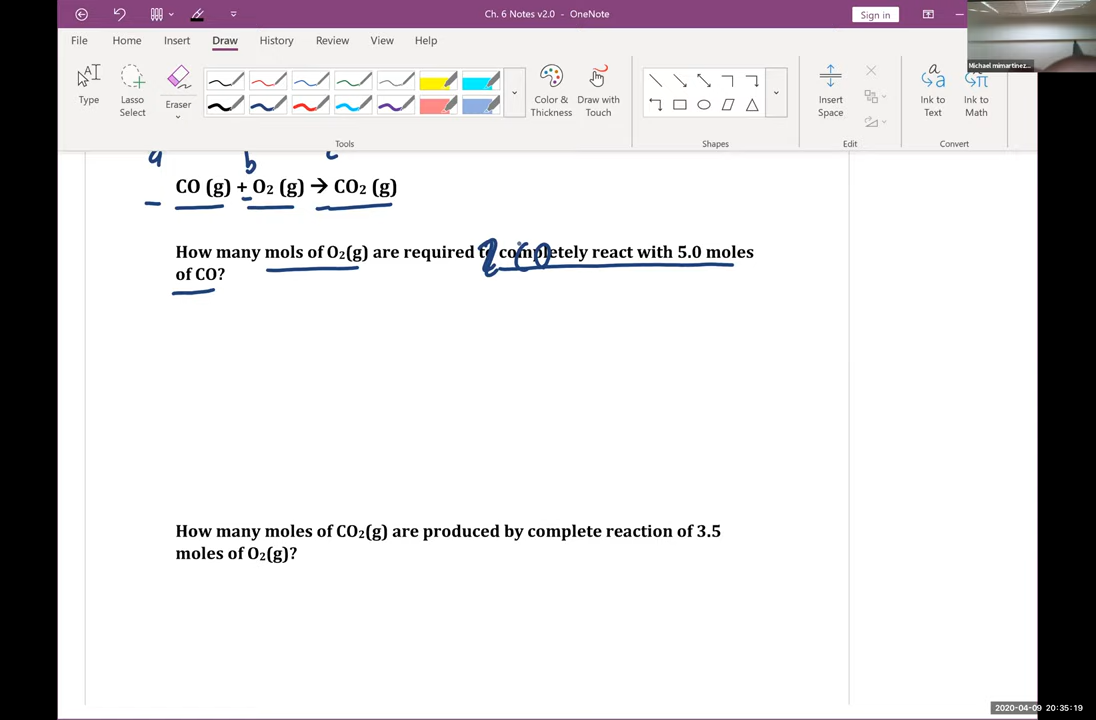 Ch. 6 Notes v2.0 - OneNote
Sign in
File Home Insert Draw History Review View Help
Type
Lasso Select
Eraser
Color & Thickness
Draw with Touch
Insert Space
Ink to Text
Ink to Math
Tools
Shapes
Edit
Convert
Michael mimartinez...
a b c
CO (g) + O₂ (g) → CO₂ (g)
How many mols of O₂(g) are required to completely react with 5.0 moles
of CO?
2 CO
How many moles of CO₂(g) are produced by complete reaction of 3.5
moles of O₂(g)?
2020-04-09 20:35:19